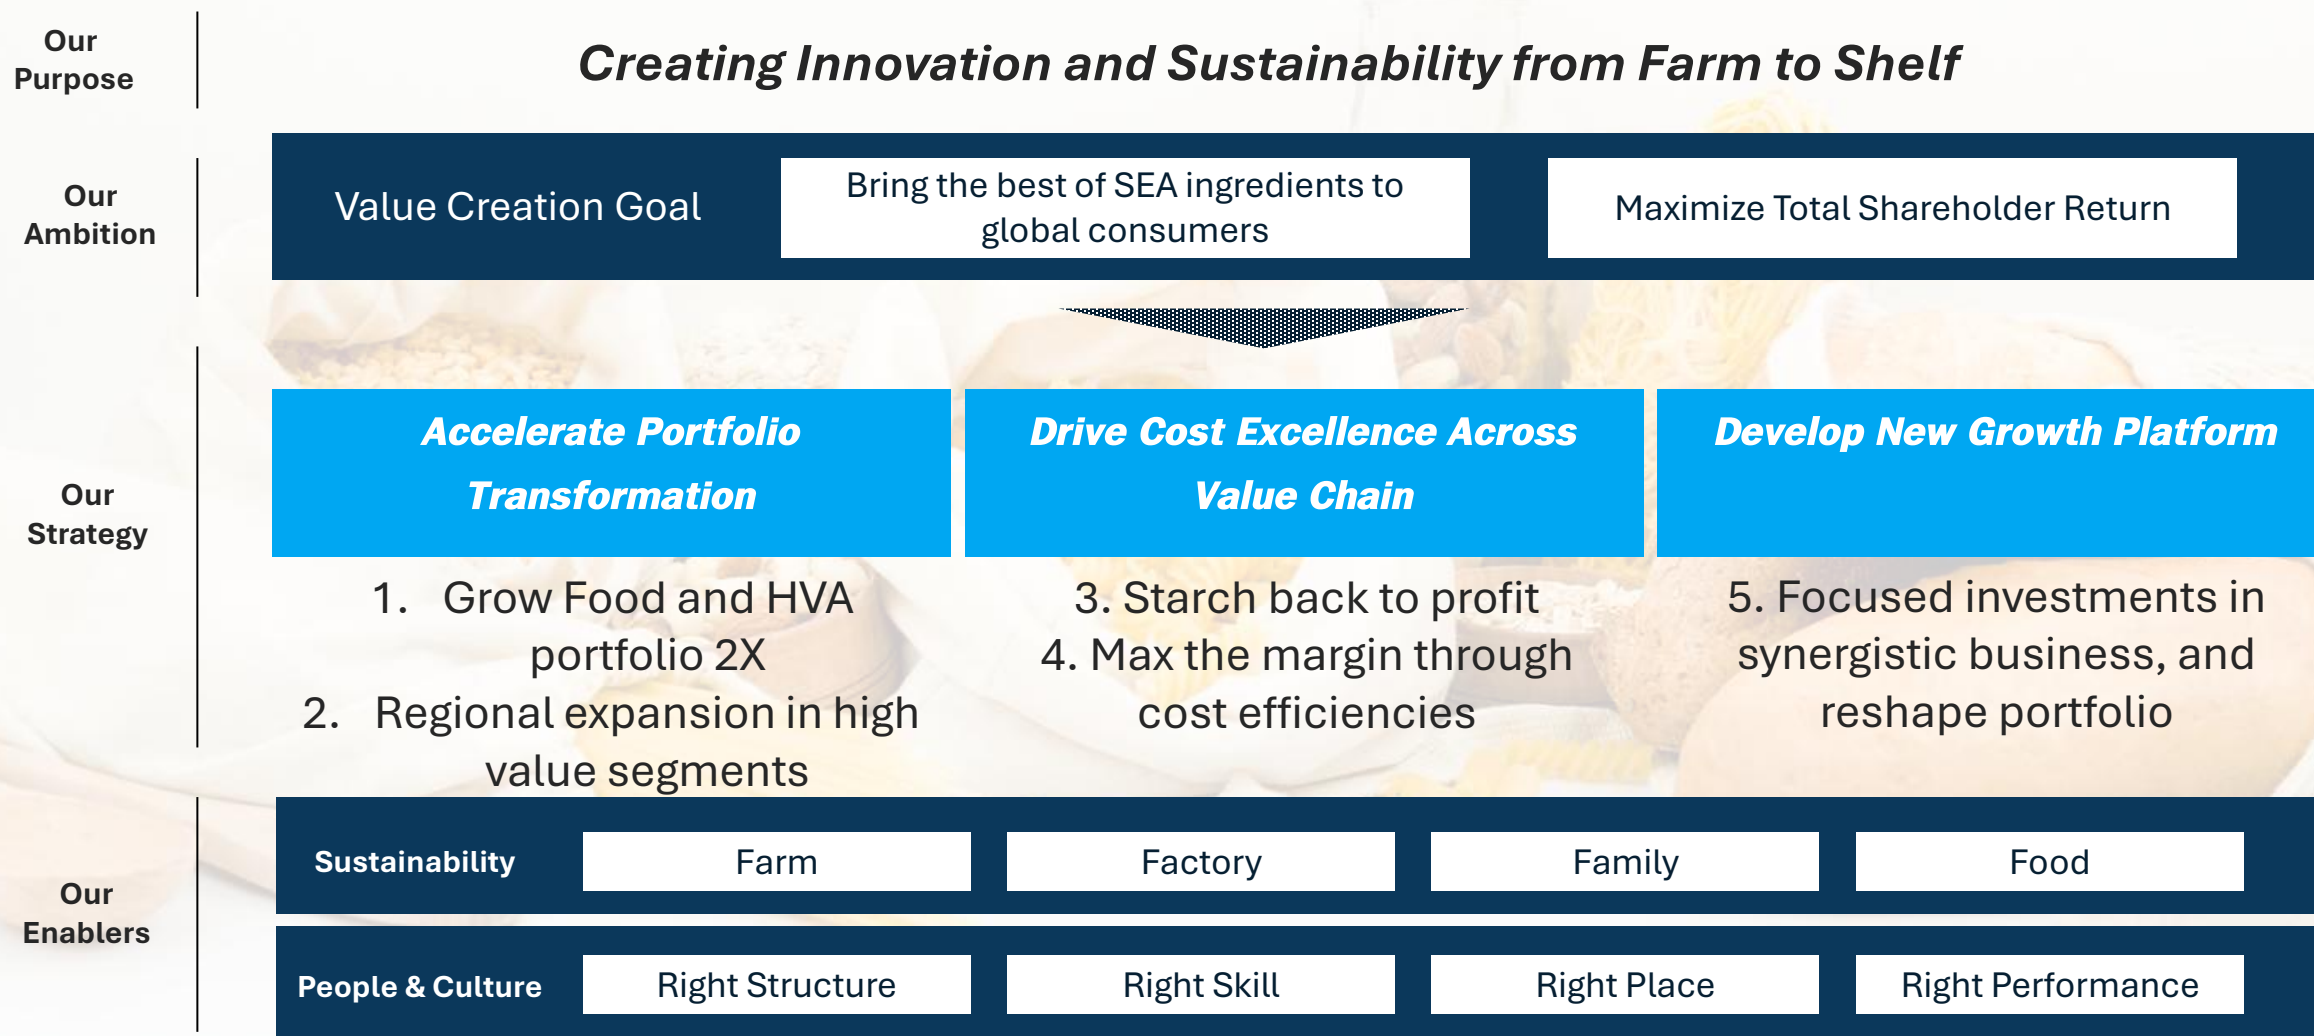 Our
Purpose
Creating Innovation and Sustainability from Farm to Shelf
Our
Ambition
Value Creation Goal
Bring the best of SEA ingredients to
global consumers
Maximize Total Shareholder Return
Our
Strategy
Accelerate Portfolio
Transformation
Drive Cost Excellence Across
Value Chain
Develop New Growth Platform
1. Grow Food and HVA
portfolio 2X
2. Regional expansion in high
value segments
3. Starch back to profit
4. Max the margin through
cost efficiencies
5. Focused investments in
synergistic business, and
reshape portfolio
Our
Enablers
Sustainability
Farm
Factory
Family
Food
People & Culture
Right Structure
Right Skill
Right Place
Right Performance